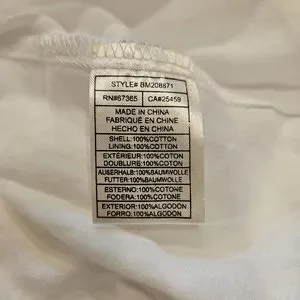 STYLE# BM208871
RN#67365 CA#25459
MADE IN CHINA
FABRIQUÉ EN CHINE
HECHO EN CHINA
SHELL:100%COTTON
LINING:100%COTTON
EXTÉRIEUR:100%COTON
DOUBLURE:100%COTON
AUßERHALB:100%BAUMWOLLE
FUTTER:100%BAUMWOLLE
ESTERNO:100%COTONE
FODERA:100%COTONE
EXTERIOR:100%ALGODÓN
FORRO:100%ALGODÓN